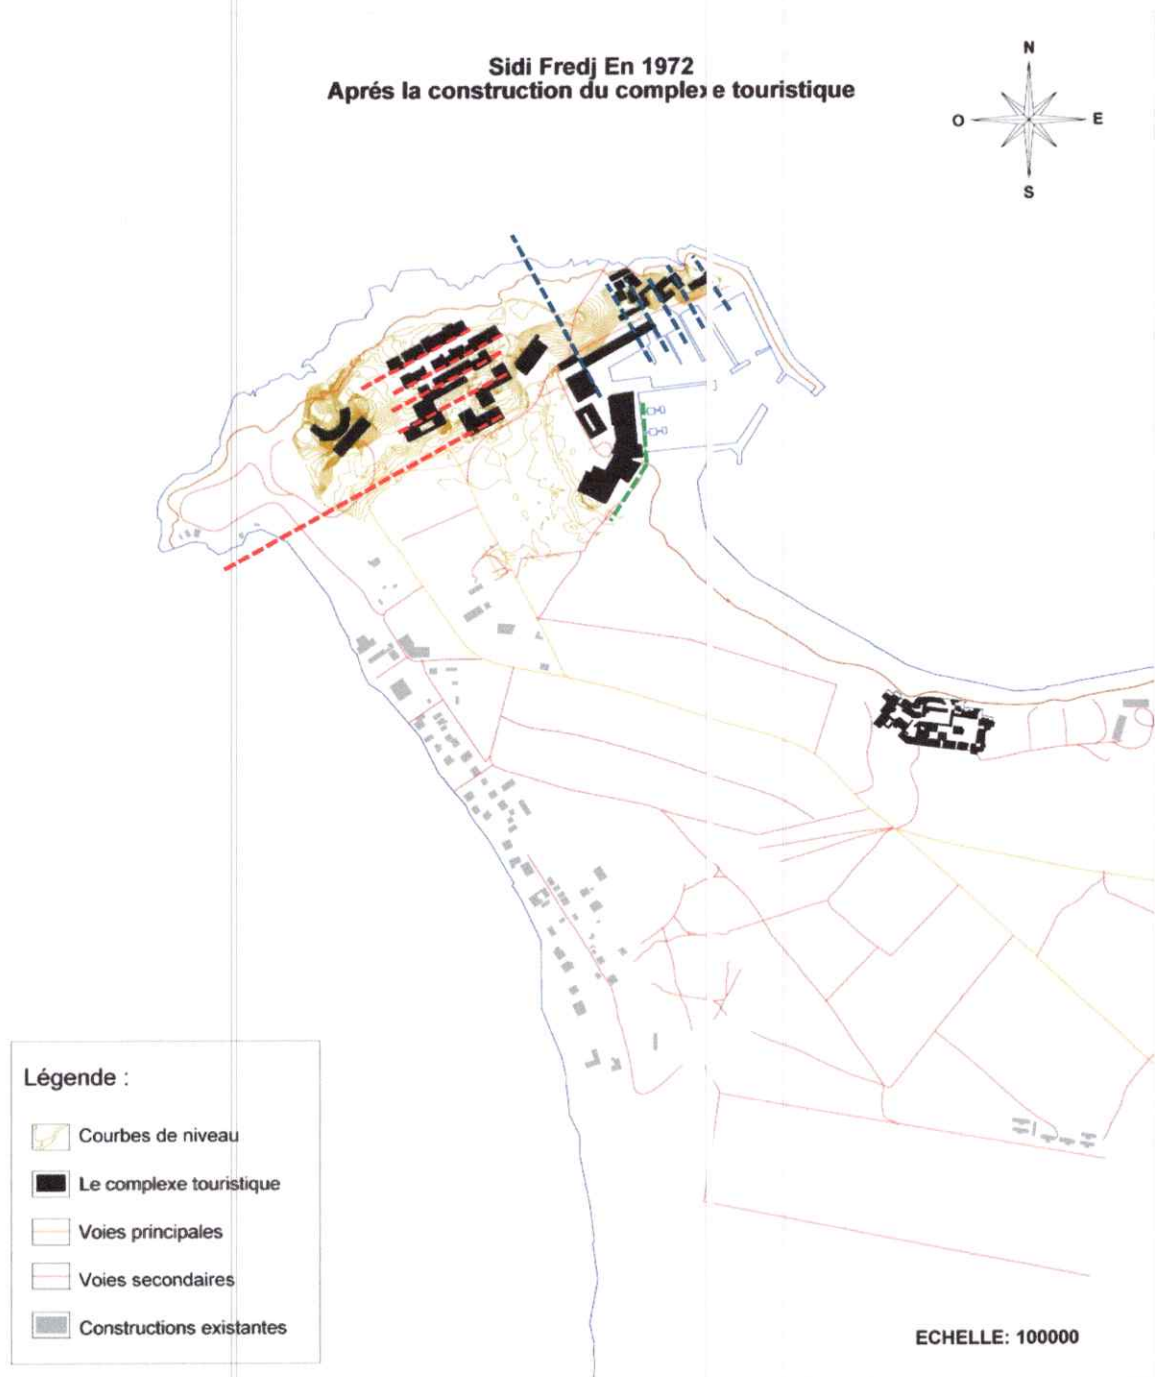 Sidi Fredj En 1972
Aprés la construction du complexe touristique
N
O
E
S
Légende :
Courbes de niveau
Le complexe touristique
Voies principales
Voies secondaires
Constructions existantes
ECHELLE: 100000